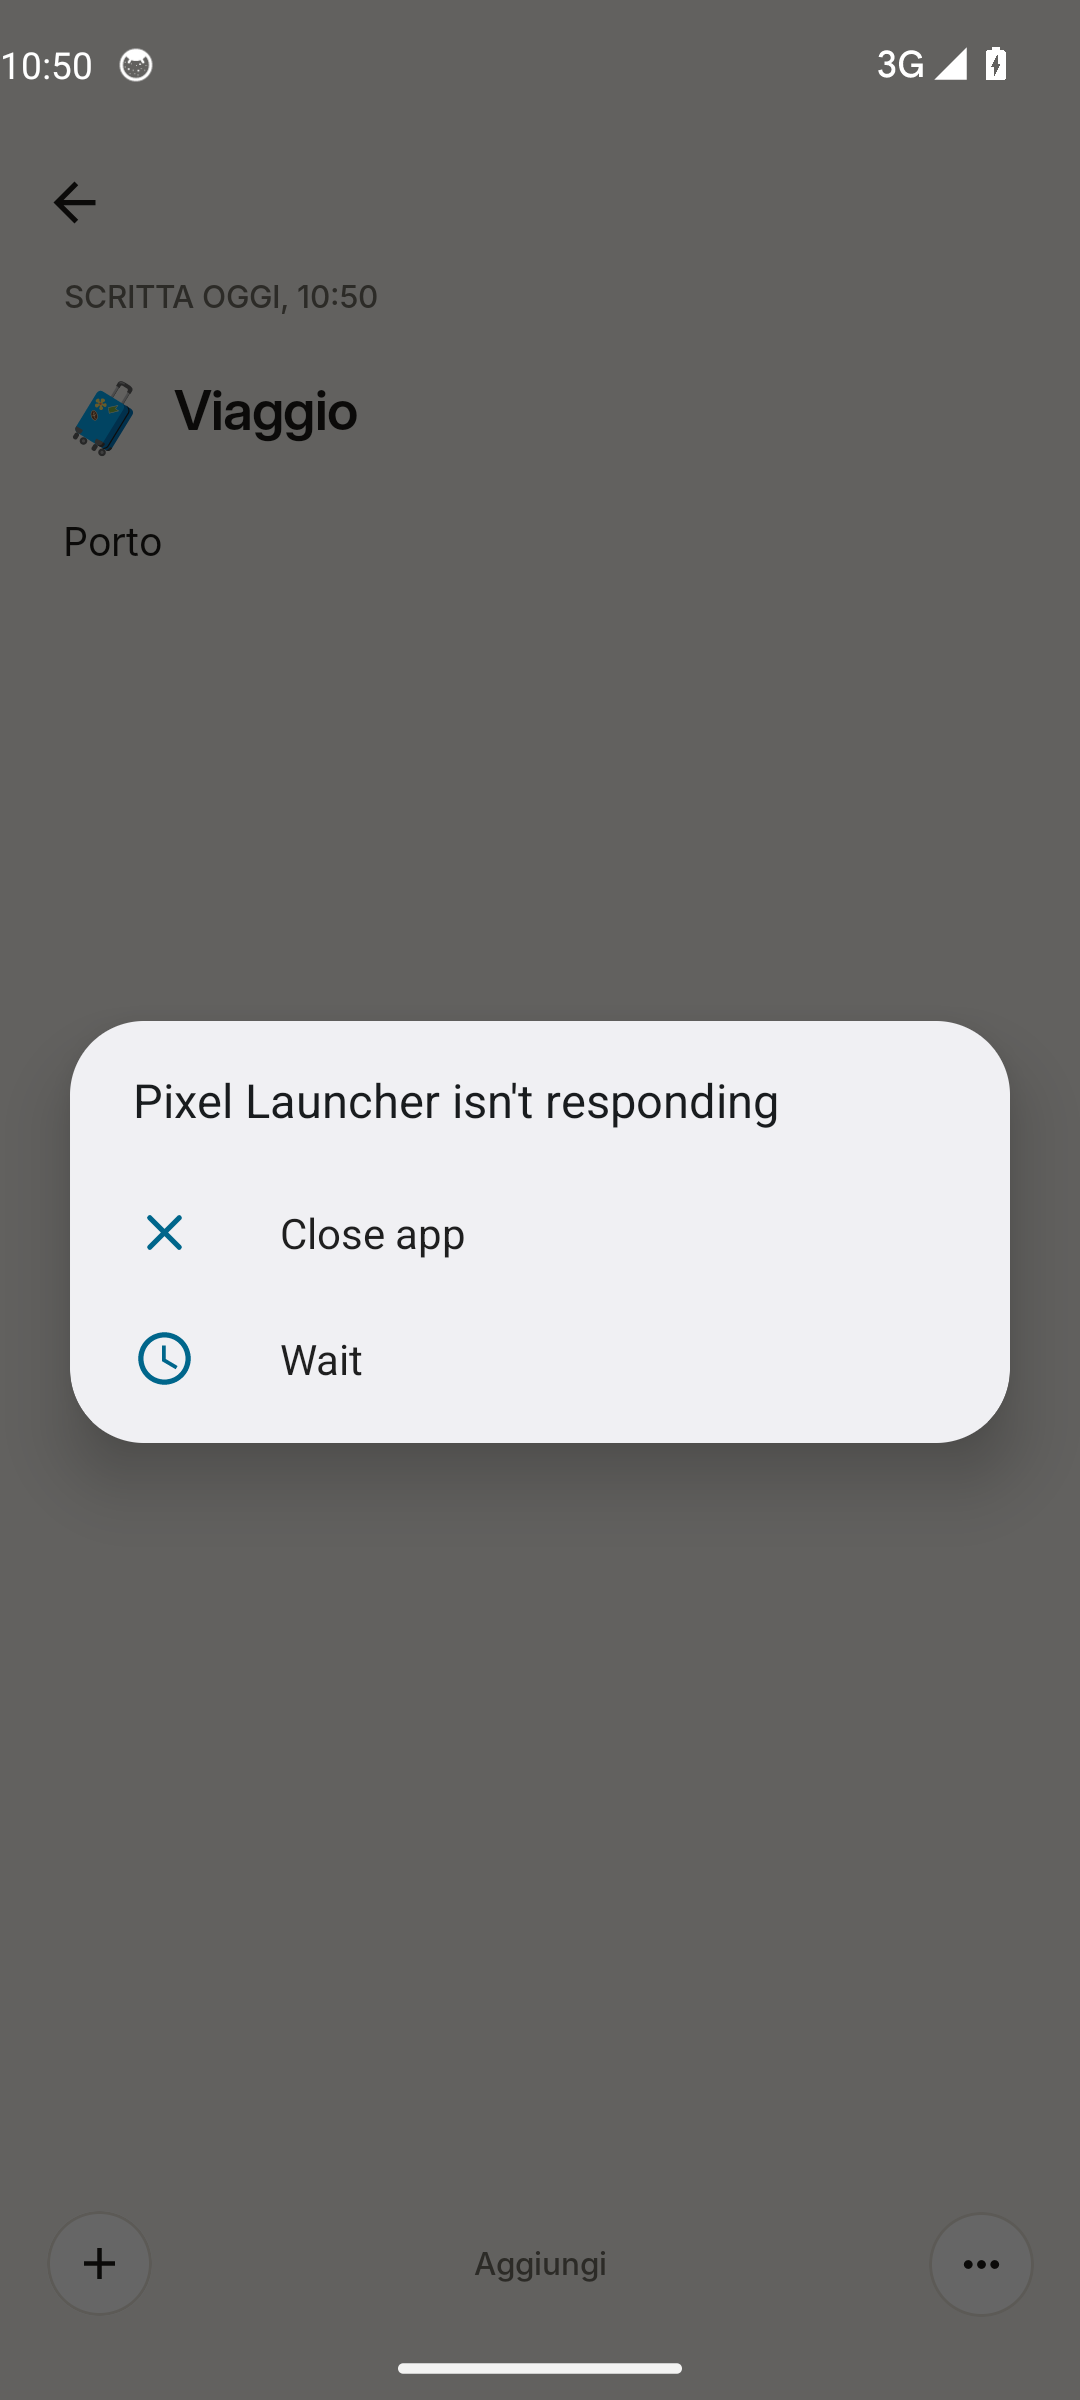 10:50
3G
SCRITTA OGGI, 10:50
Viaggio
Porto
Pixel Launcher isn't responding
Close app
Wait
Aggiungi